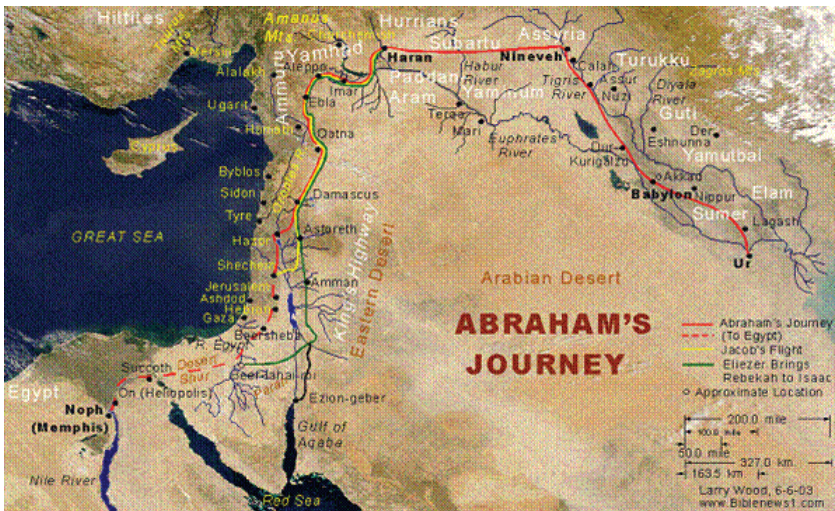 Hittites
Amanus
Mts
Hurrians
Assyria
Carchemish
Yamhad
Subartu
Haran
Nineveh
Calah
Turukku
Mersin
Alalakh
Aleppo
Habur
River
Tigris
River
Assur
Nuzi
Diyala
River
Zagros Mts
Imar
Paddan
Aram
Yamhum
Ugarit
Ebla
Amurru
Terqa
Mari
Guti
Hamath
Euphrates
River
Der
Eshnunna
Cyprus
Qatna
Dur
Kurigalzu
Yamutbal
Byblos
Akkad
Sidon
Damascus
Babylon
Nippur
Elam
Tyre
Sumer
Lagash
GREAT SEA
Hazor
Astoreth
Ur
King's Highway
Eastern Desert
Shechem
Arabian Desert
Jerusalem
Amman
Ashdod
Hebron
Gaza
ABRAHAM'S
JOURNEY
Abraham's Journey
(To Egypt)
Jacob's Flight
Eliezer Brings
Rebekah to Isaac
Approximate Location
Beersheba
R. Egypt
Succoth
Desert
Shur
Beer-lahai-roi
Paran
Egypt
On (Heliopolis)
Ezion-geber
Noph
(Memphis)
Gulf of
Aqaba
200.0 mile
100.0 mile
50.0 mile
327.0 km
163.5 km
Nile River
Red Sea
Larry Wood, 6-6-03
www.Biblenews1.com